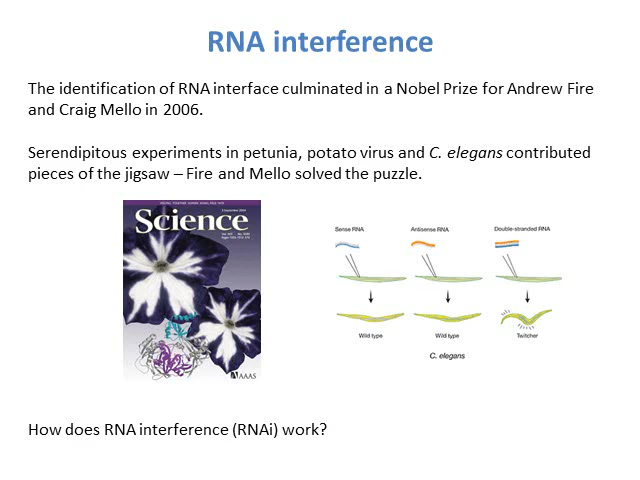 RNA interference
The identification of RNA interface culminated in a Nobel Prize for Andrew Fire
and Craig Mello in 2006.
Serendipitous experiments in petunia, potato virus and C. elegans contributed
pieces of the jigsaw – Fire and Mello solved the puzzle.
Science
AAAS
Sense RNA
Antisense RNA
Double-stranded RNA
Wild type
Wild type
Twitcher
C. elegans
How does RNA interference (RNAi) work?